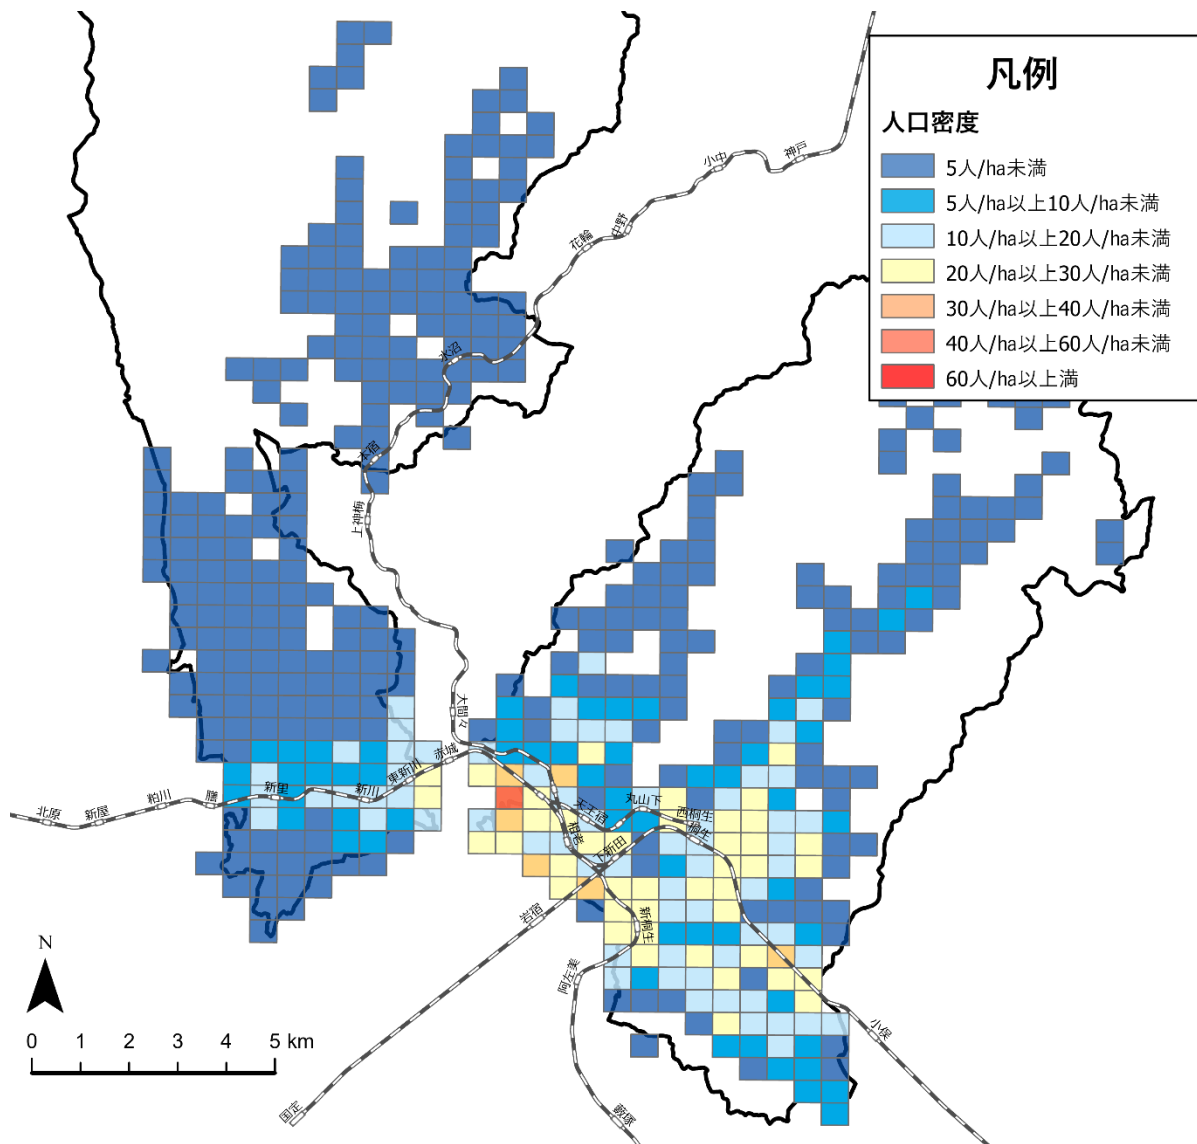 凡例
人口密度
5人/ha未満
5人/ha以上10人/ha未満
10人/ha以上20人/ha未満
20人/ha以上30人/ha未満
30人/ha以上40人/ha未満
40人/ha以上60人/ha未満
60人/ha以上満
神戸
小中
中野
花輪
水沼
本宿
上神梅
大間々
赤城
東新川
新川
新里
膳
粕川
新屋
北原
天王宿
丸山下
西桐生
桐生
相老
下新田
岩宿
新桐生
阿左美
国定
藪塚
小俣
N
0 1 2 3 4 5 km